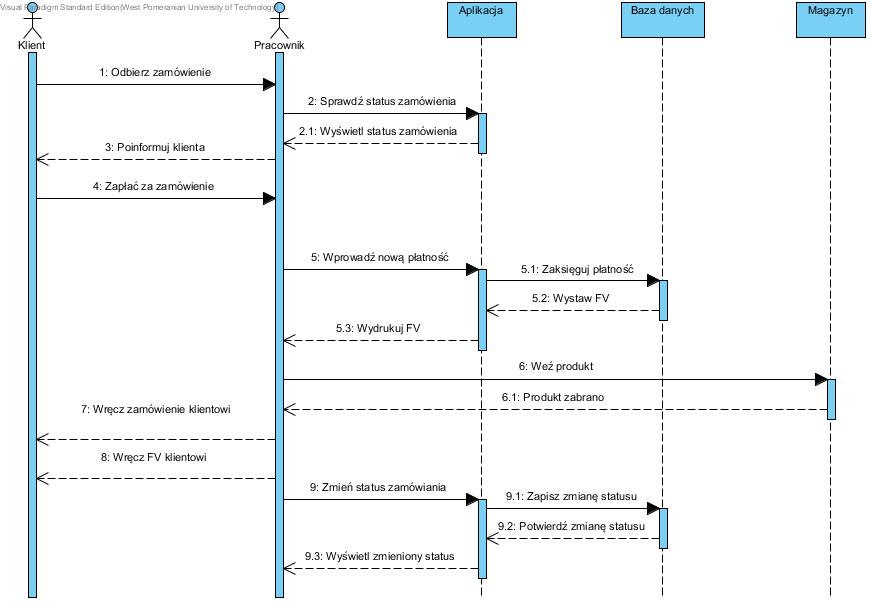 Visual Paradigm Standard Edition(West Pomeranian University of Technology)
Klient
Pracownik
Aplikacja
Baza danych
Magazyn
1: Odbierz zamówienie
2: Sprawdź status zamówienia
2.1: Wyświetl status zamówienia
3: Poinformuj klienta
4: Zapłać za zamówienie
5: Wprowadź nową płatność
5.1: Zaksięguj płatność
5.2: Wystaw FV
5.3: Wydrukuj FV
6: Weź produkt
6.1: Produkt zabrano
7: Wręcz zamówienie klientowi
8: Wręcz FV klientowi
9: Zmień status zamówiania
9.1: Zapisz zmianę statusu
9.2: Potwierdź zmianę statusu
9.3: Wyświetl zmieniony status